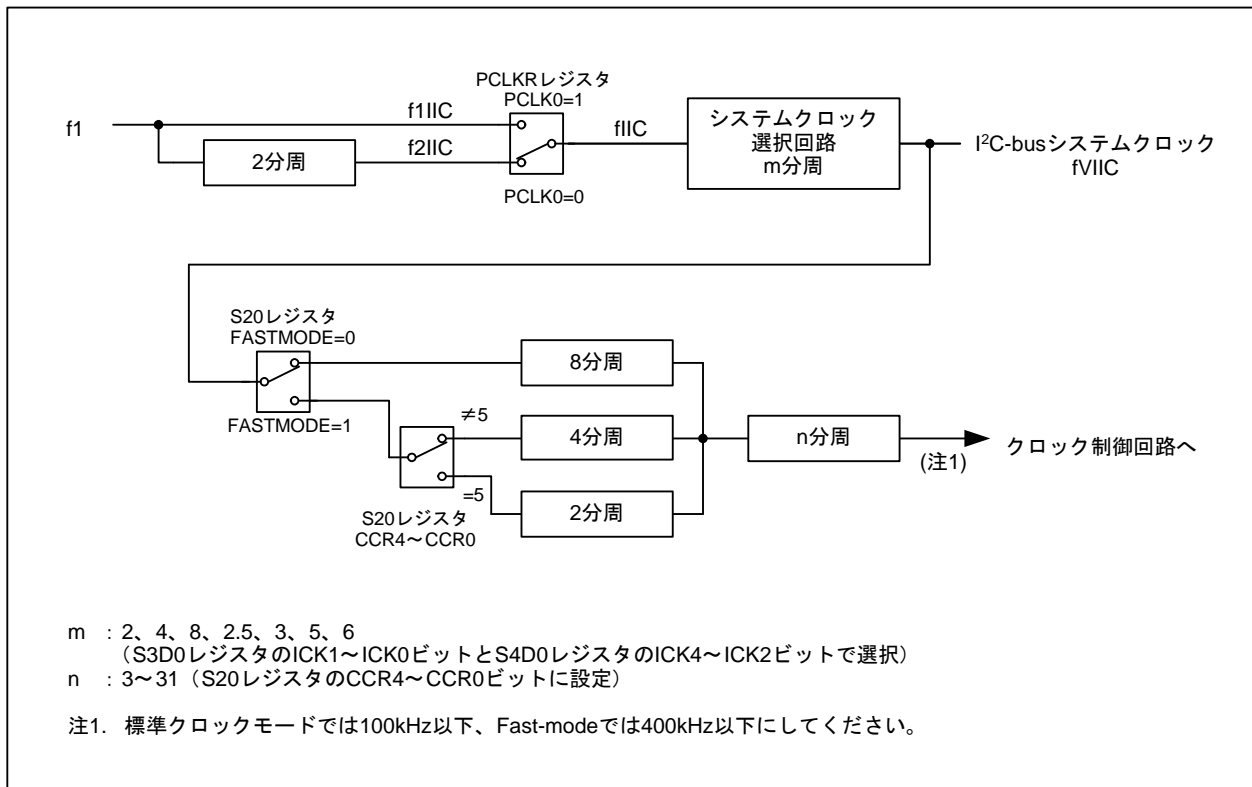 PCLKRレジスタ
PCLK0=1
f1
f1IIC
2分周
f2IIC
PCLK0=0
fIIC
システムクロック
選択回路
m分周
I²C-busシステムクロック
fVIIC
S20レジスタ
FASTMODE=0
FASTMODE=1
8分周
≠5
4分周
=5
2分周
S20レジスタ
CCR4~CCR0
n分周
(注1)
クロック制御回路へ
m :2、4、8、2.5、3、5、6
(S3D0レジスタのICK1~ICK0ビットとS4D0レジスタのICK4~ICK2ビットで選択)
n :3~31(S20レジスタのCCR4~CCR0ビットに設定)
注1. 標準クロックモードでは100kHz以下、Fast-modeでは400kHz以下にしてください。